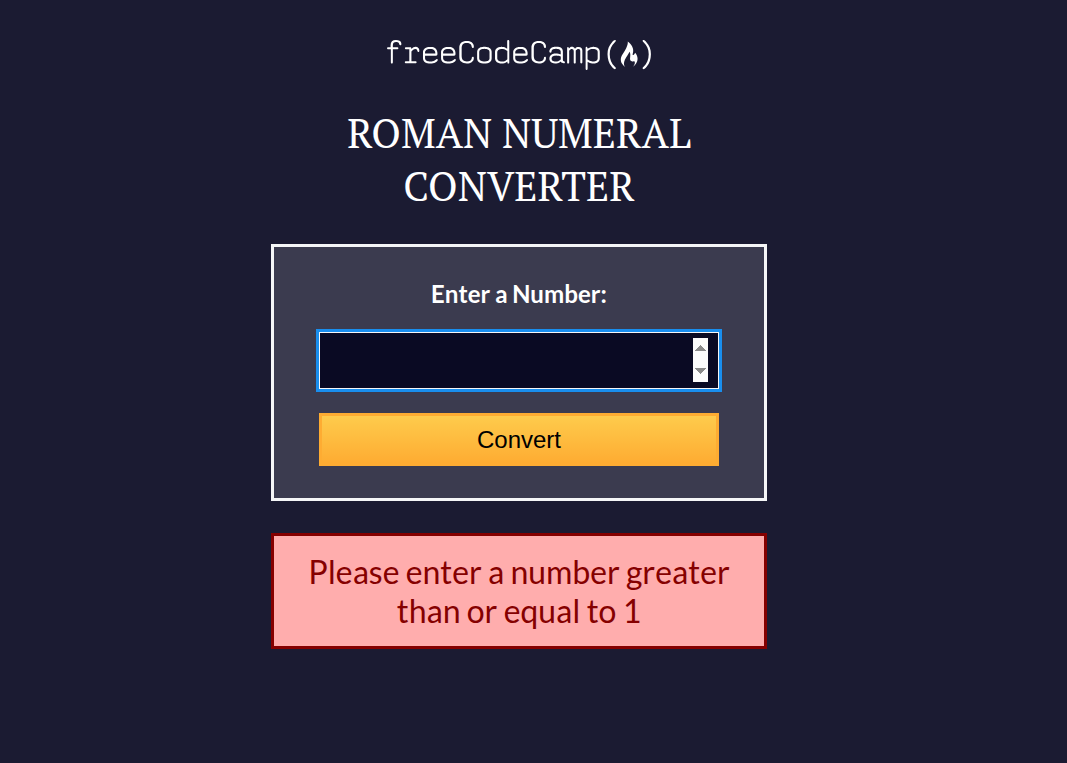 freeCodeCamp(🔥)
ROMAN NUMERAL
CONVERTER
Enter a Number:
Convert
Please enter a number greater
than or equal to 1